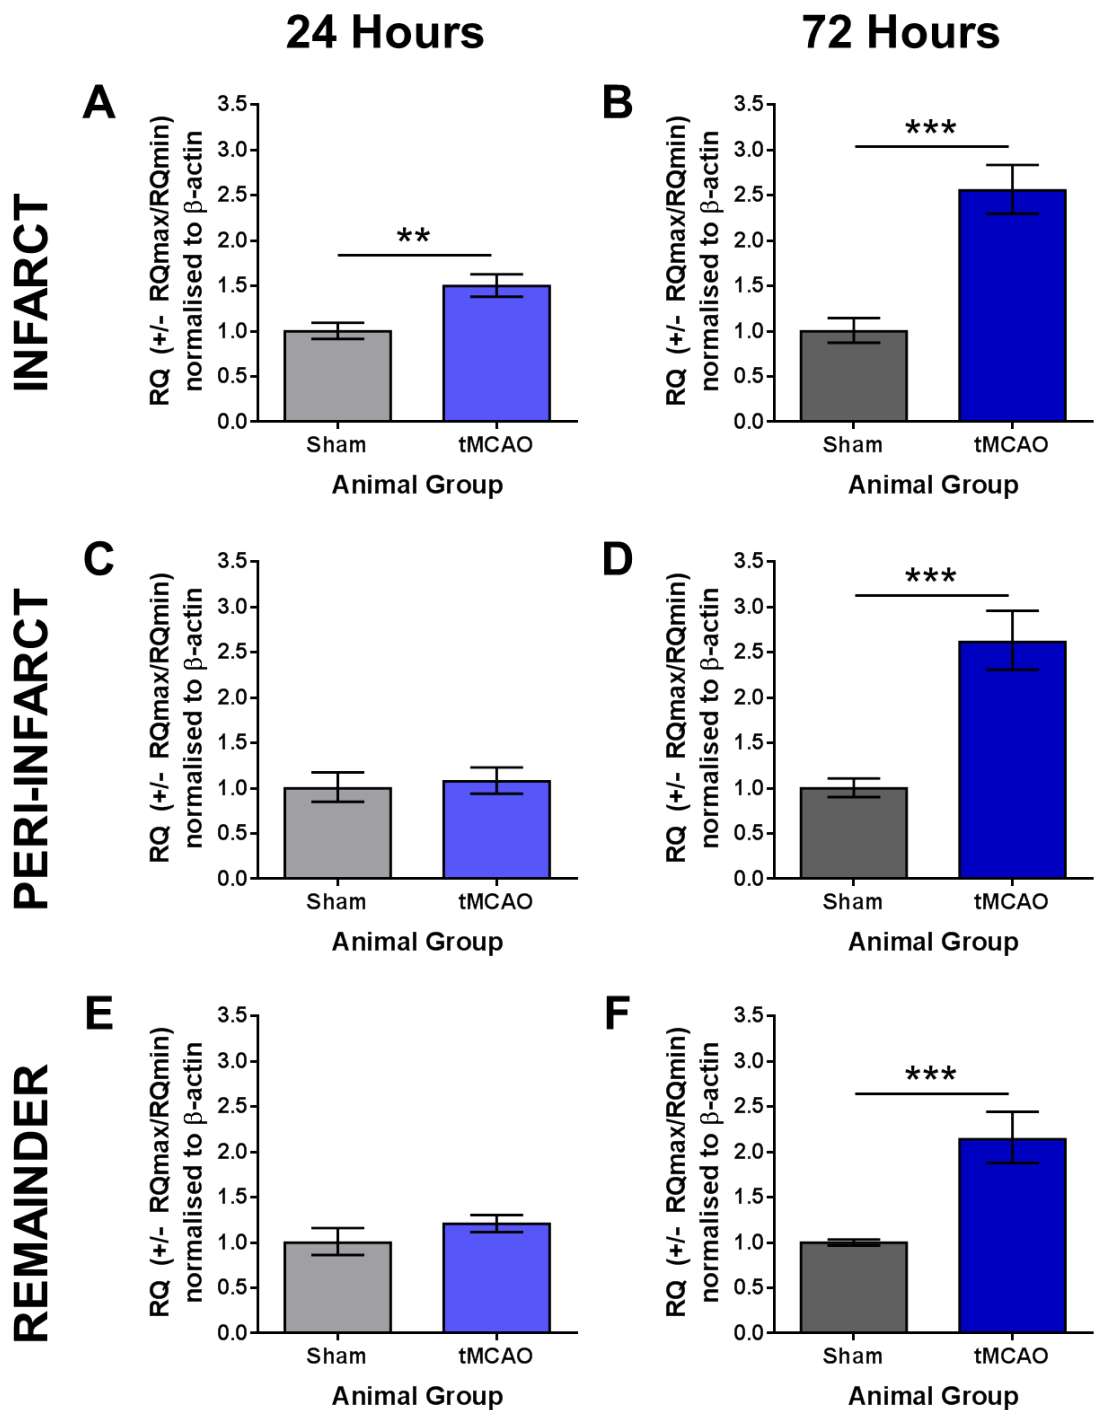 24 Hours
72 Hours
INFARCT
A
RQ (+/- RQmax/RQmin)
normalised to β-actin
3.5
3.0
2.5
2.0
1.5
1.0
0.5
0.0
**
Sham
tMCAO
Animal Group
B
RQ (+/- RQmax/RQmin)
normalised to β-actin
3.5
3.0
2.5
2.0
1.5
1.0
0.5
0.0
***
Sham
tMCAO
Animal Group
PERI-INFARCT
C
RQ (+/- RQmax/RQmin)
normalised to β-actin
3.5
3.0
2.5
2.0
1.5
1.0
0.5
0.0
Sham
tMCAO
Animal Group
D
RQ (+/- RQmax/RQmin)
normalised to β-actin
3.5
3.0
2.5
2.0
1.5
1.0
0.5
0.0
***
Sham
tMCAO
Animal Group
REMAINDER
E
RQ (+/- RQmax/RQmin)
normalised to β-actin
3.5
3.0
2.5
2.0
1.5
1.0
0.5
0.0
Sham
tMCAO
Animal Group
F
RQ (+/- RQmax/RQmin)
normalised to β-actin
3.5
3.0
2.5
2.0
1.5
1.0
0.5
0.0
***
Sham
tMCAO
Animal Group